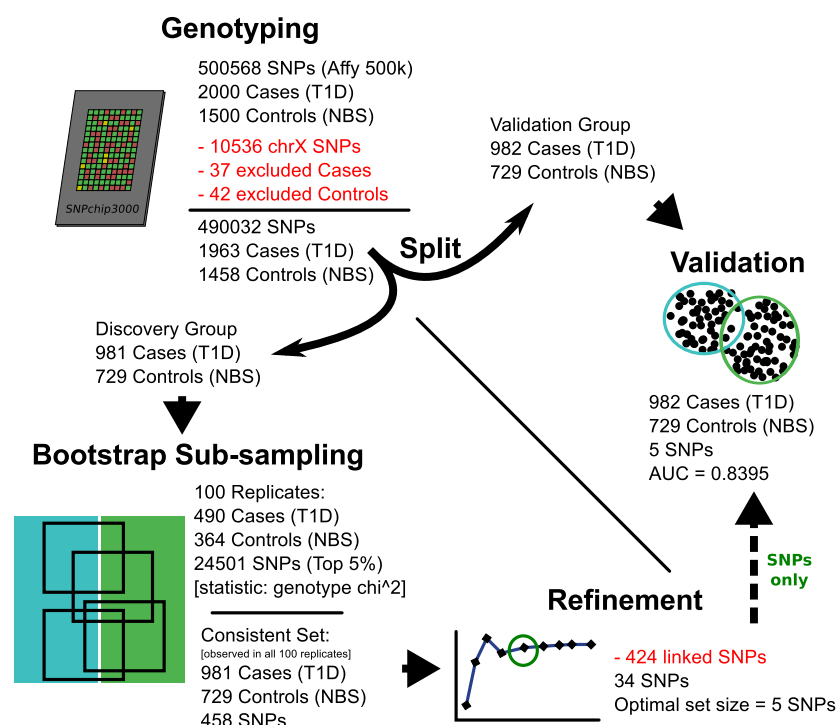 Genotyping
500568 SNPs (Affy 500k)
2000 Cases (T1D)
1500 Controls (NBS)
- 10536 chrX SNPs
- 37 excluded Cases
- 42 excluded Controls
SNPchip3000
490032 SNPs
1963 Cases (T1D)
1458 Controls (NBS)
Split
Validation Group
982 Cases (T1D)
729 Controls (NBS)
Discovery Group
981 Cases (T1D)
729 Controls (NBS)
Bootstrap Sub-sampling
100 Replicates:
490 Cases (T1D)
364 Controls (NBS)
24501 SNPs (Top 5%)
[statistic: genotype chi^2]
Consistent Set:
[observed in all 100 replicates]
981 Cases (T1D)
729 Controls (NBS)
458 SNPs
Refinement
- 424 linked SNPs
34 SNPs
Optimal set size = 5 SNPs
SNPs
only
Validation
982 Cases (T1D)
729 Controls (NBS)
5 SNPs
AUC = 0.8395